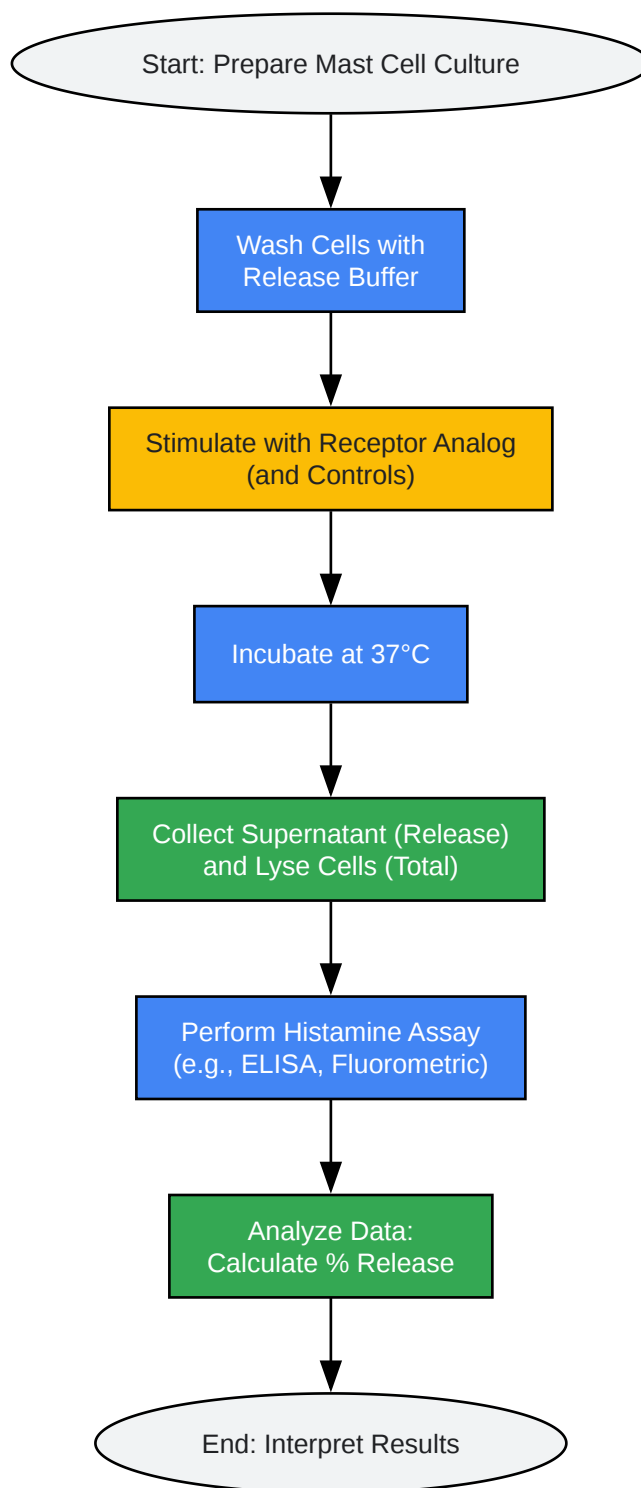 Start: Prepare Mast Cell Culture
Wash Cells with
Release Buffer
Stimulate with Receptor Analog
(and Controls)
Incubate at 37°C
Collect Supernatant (Release)
and Lyse Cells (Total)
Perform Histamine Assay
(e.g., ELISA, Fluorometric)
Analyze Data:
Calculate % Release
End: Interpret Results